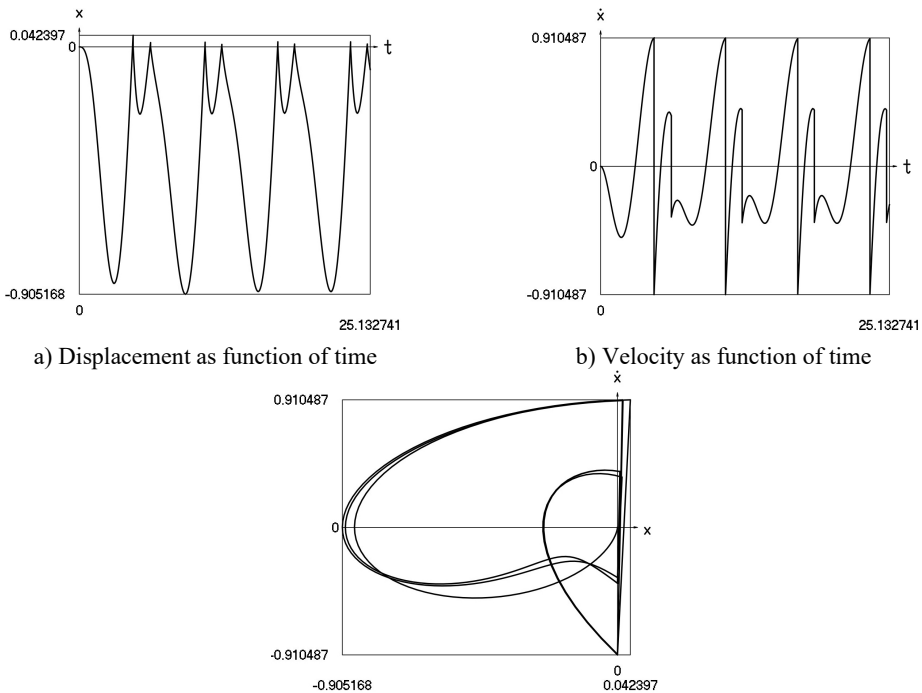 x
0.042397
0
t
-0.905168
0
25.132741
a) Displacement as function of time
ẋ
0.910487
0
t
-0.910487
0
25.132741
b) Velocity as function of time
ẋ
0.910487
0
x
-0.910487
0
-0.905168
0.042397